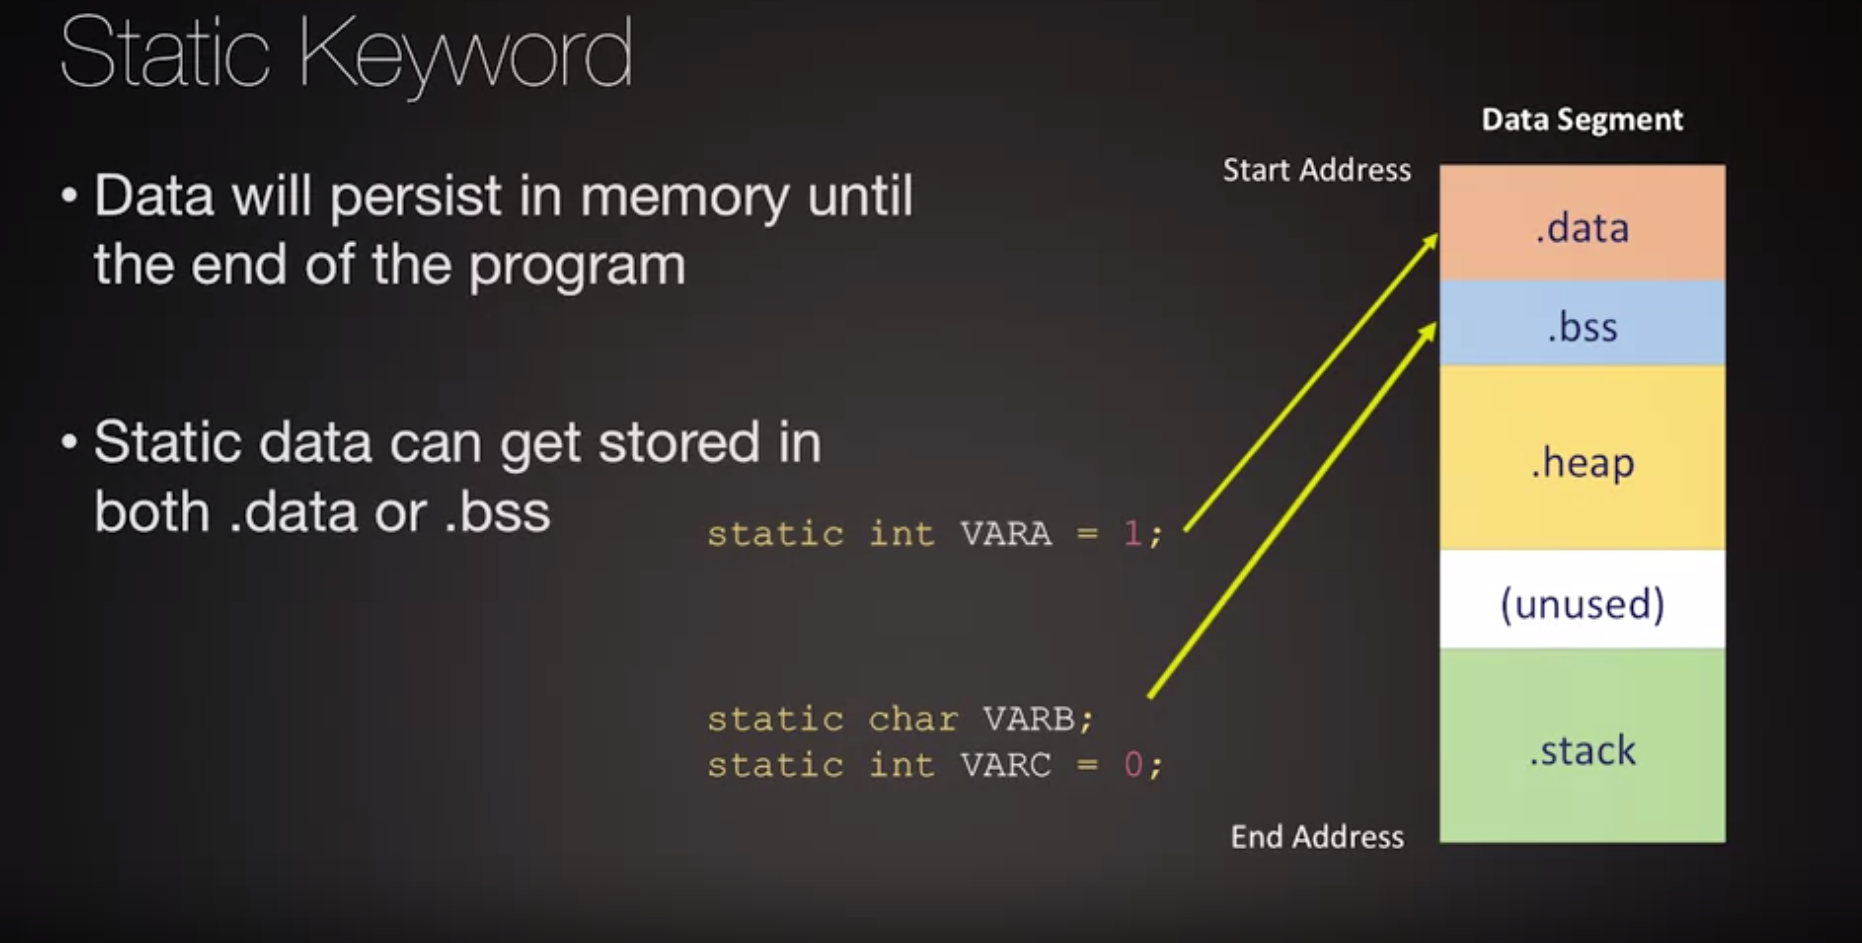 Static Keyword
• Data will persist in memory until
the end of the program
• Static data can get stored in
both .data or .bss
static int VARA = 1;
static char VARB;
static int VARC = 0;
Data Segment
Start Address
.data
.bss
.heap
(unused)
.stack
End Address